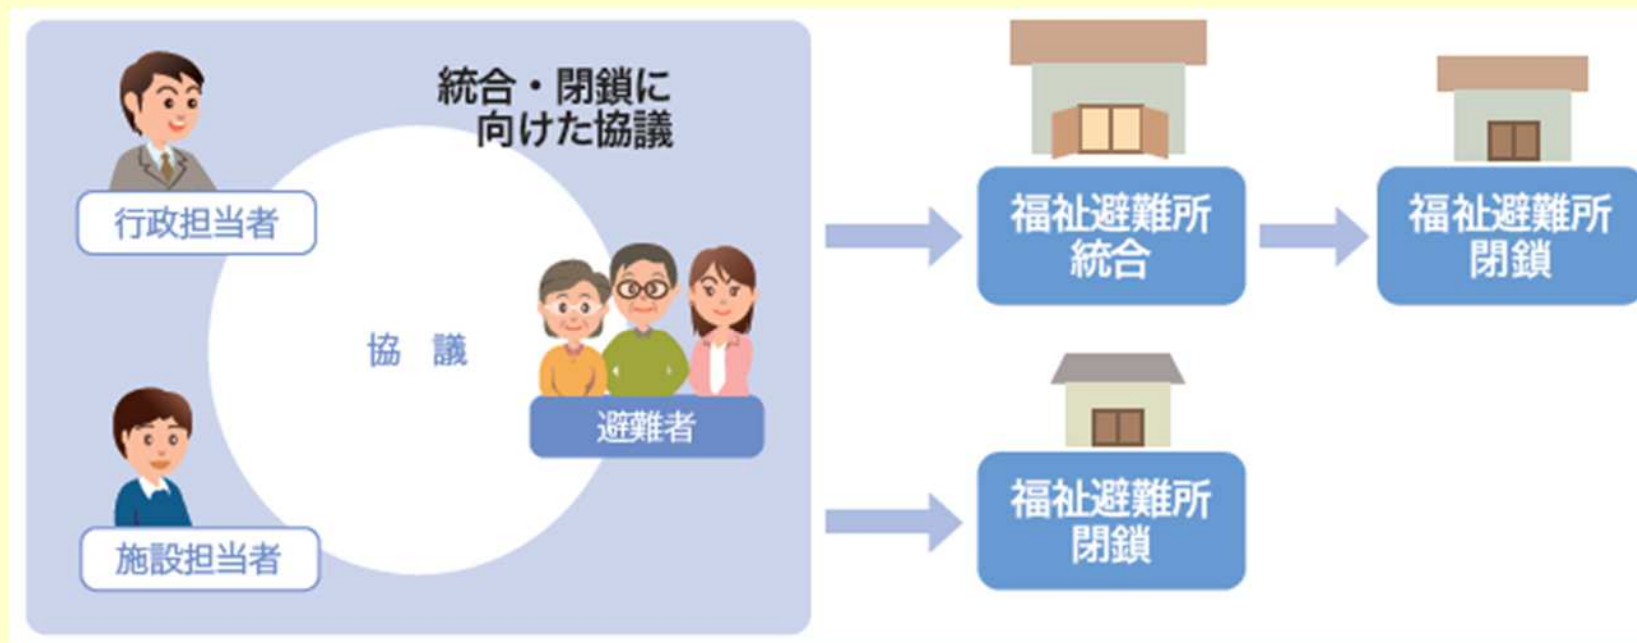 統合・閉鎖に
向けた協議
行政担当者
協 議
避難者
施設担当者
福祉避難所
統合
福祉避難所
閉鎖
福祉避難所
閉鎖